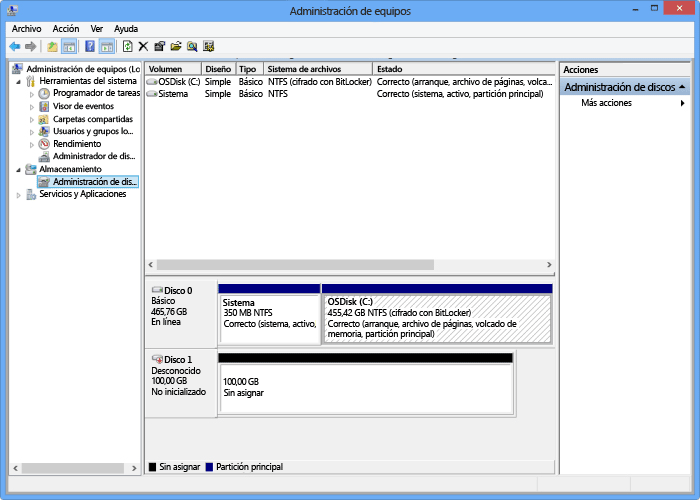 Administración de equipos
Archivo Acción Ver Ayuda
Administración de equipos (Lo
Herramientas del sistema
Programador de tareas
Visor de eventos
Carpetas compartidas
Usuarios y grupos lo...
Rendimiento
Administrador de dis...
Almacenamiento
Administración de dis...
Servicios y Aplicaciones
Volumen Diseño Tipo Sistema de archivos Estado
OSDisk (C:) Simple Básico NTFS (cifrado con BitLocker) Correcto (arranque, archivo de páginas, volca...
Sistema Simple Básico NTFS Correcto (sistema, activo, partición principal)
Acciones
Administración de discos
Más acciones
Disco 0
Básico
465,76 GB
En línea
Sistema
350 MB NTFS
Correcto (sistema, activo,
OSDisk (C:)
455,42 GB NTFS (cifrado con BitLocker)
Correcto (arranque, archivo de páginas, volcado de
memoria, partición principal)
Disco 1
Desconocido
100,00 GB
No inicializado
100,00 GB
Sin asignar
Sin asignar Partición principal